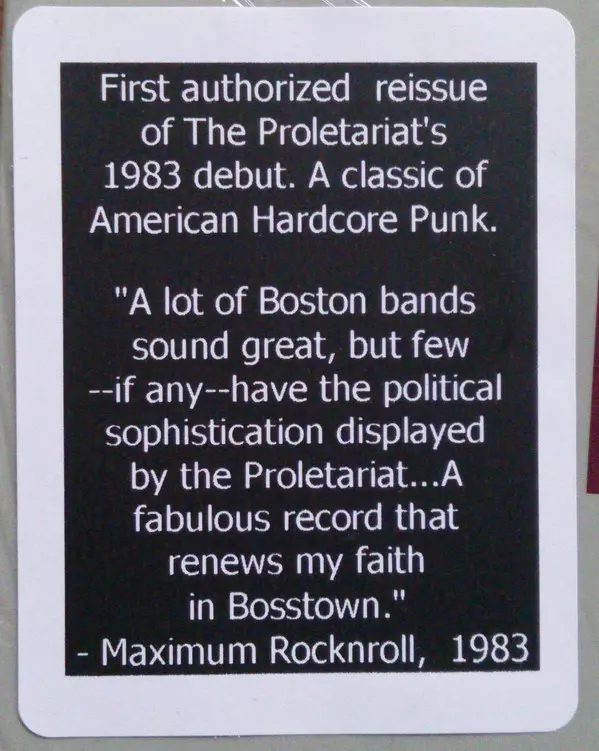 First authorized  reissue
of The Proletariat's
1983 debut. A classic of
American Hardcore Punk.
"A lot of Boston bands
sound great, but few
--if any--have the political
sophistication displayed
by the Proletariat...A
fabulous record that
renews my faith
in Bosstown."
- Maximum Rocknroll,  1983